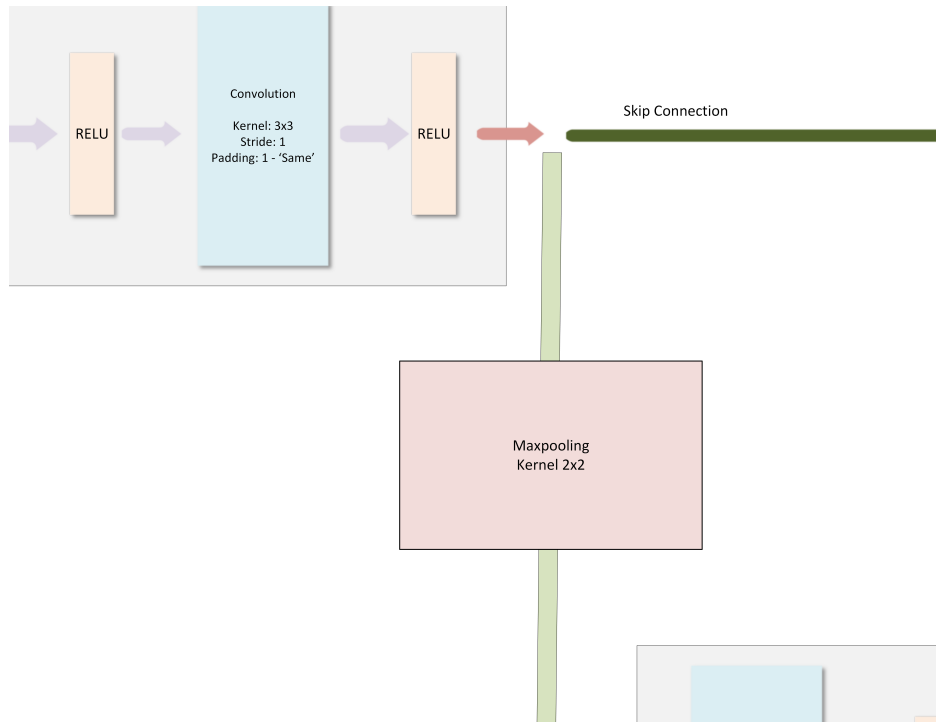 RELU
Convolution
Kernel: 3x3
Stride: 1
Padding: 1 - ‘Same’
RELU
Skip Connection
Maxpooling
Kernel 2x2